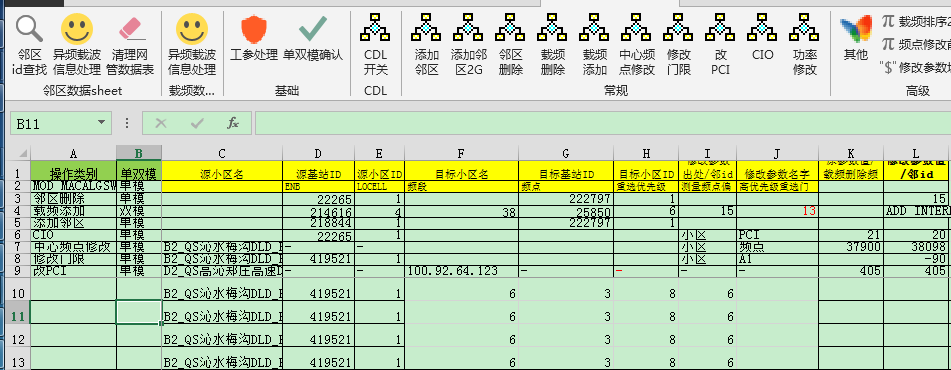 邻区id查找 异频载波信息处理 清理网管数据表 异频载波信息处理 工参处理 单双模确认 CDL开关 添加邻区 添加邻区2G 邻区删除 载频删除 载频添加 中心频点修改 修改门限 改PCI CIO 功率修改 其他
π 载频排序2
π 频点修改
"$"修改参数
邻区数据sheet 载频数... 基础 CDL 常规 高级
B11 fx
A B C D E F G H I J K L
1 操作类别 单双模 源小区名 源基站ID 源小区ID 目标小区名 目标基站ID 目标小区ID 修改参数出处/邻id 修改参数名字 原参数值/载频删除频 修改参数值/邻id
2 MOD MACALGSW 单模 ENB LOCELL 频段 频点 重选优先级 测量频点偏 高优先级重选门
3 邻区删除 单模 22265 1 222797 1 15
4 载频添加 双模 214616 4 38 25850 6 15 13 ADD INTER
5 添加邻区 单模 218844 1 222797 1
6 CIO 单模 22265 1 小区 PCI 21 20
7 中心频点修改 单模 B2_QS沁水梅沟DLD_ - - 小区 频点 37900 38098
8 修改门限 单模 B2_QS沁水梅沟DLD_ 419521 1 小区 A1 -90
9 改PCI 单模 D2_QS高沁郑庄高速D - - 100.92.64.123 - - - - 405 405
10 B2_QS沁水梅沟DLD_ 419521 1 6 3 8 6
11 B2_QS沁水梅沟DLD_ 419521 1 6 3 8 6
12 B2_QS沁水梅沟DLD_ 419521 1 6 3 8 6
13 B2_QS沁水梅沟DLD_ 419521 1 6 3 8 6